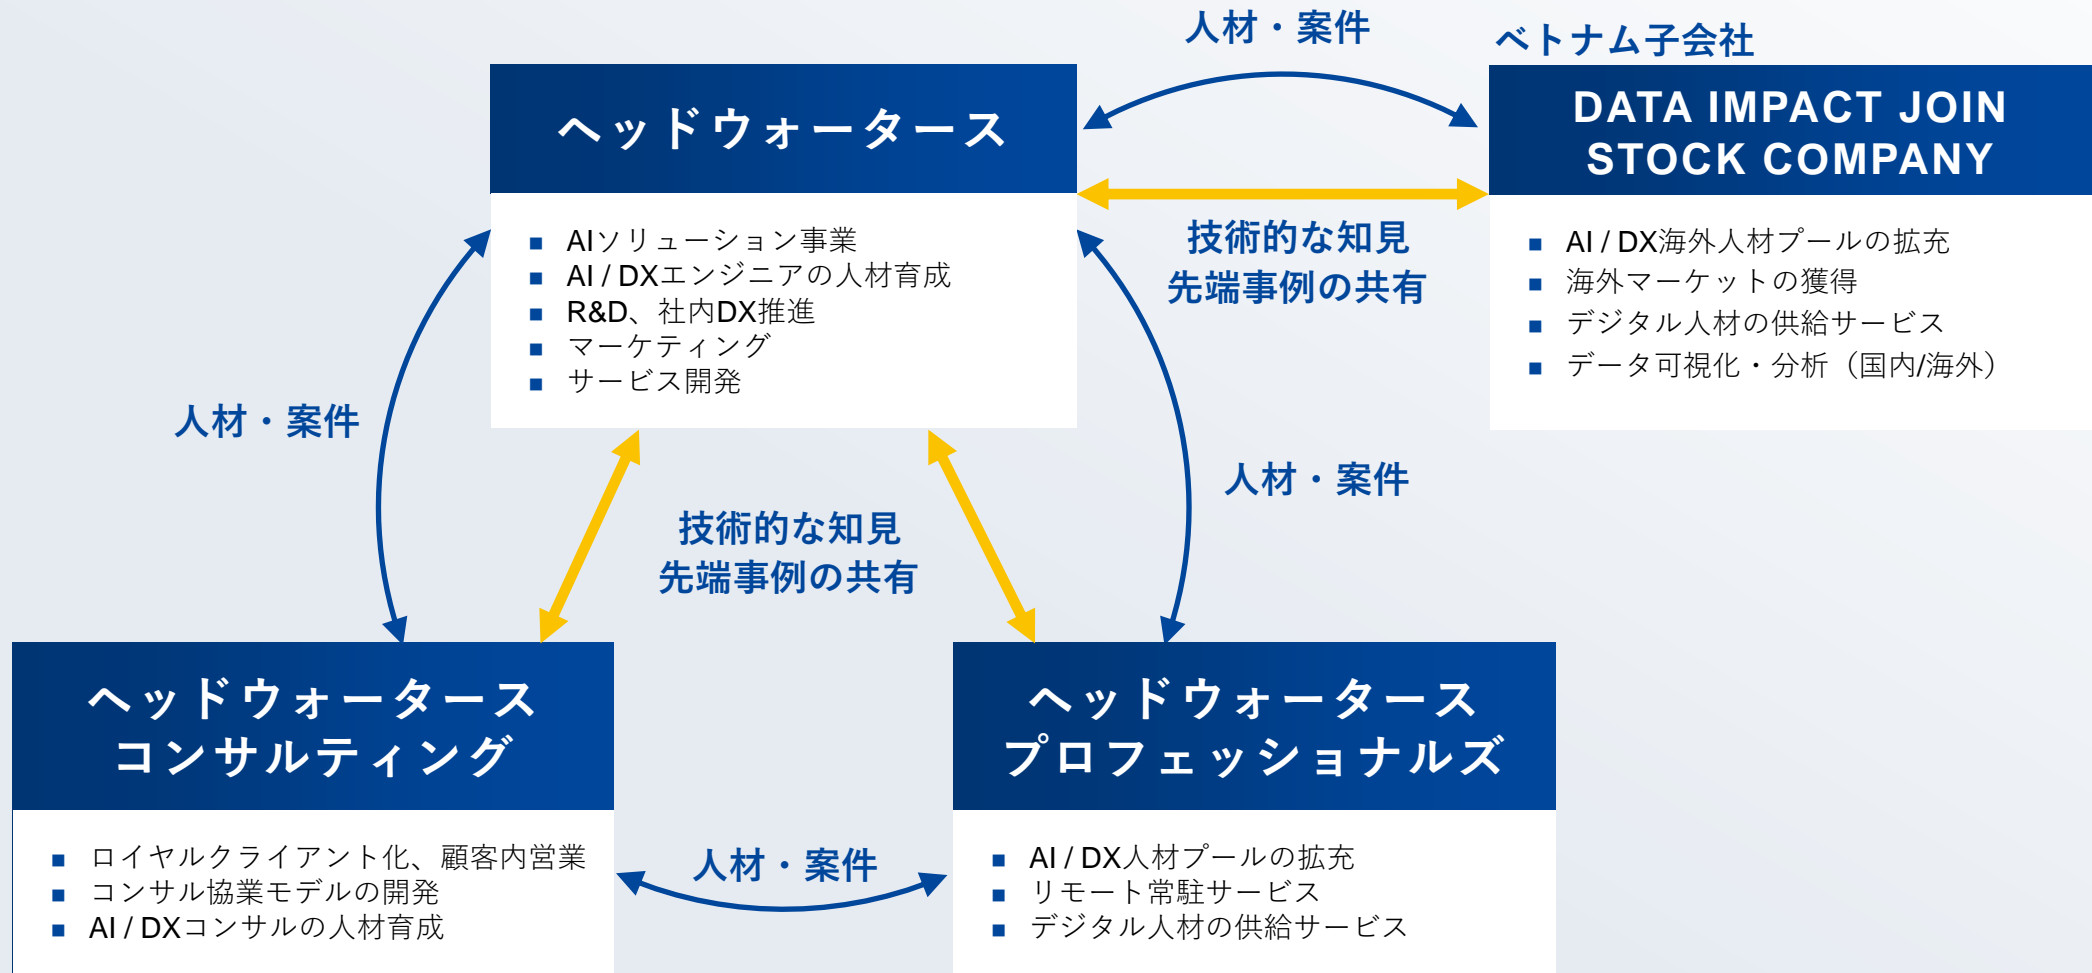 人材・案件
ベトナム子会社
ヘッドウォータース
DATA IMPACT JOIN
STOCK COMPANY
■ AIソリューション事業
■ AI / DXエンジニアの人材育成
■ R&D、社内DX推進
■ マーケティング
■ サービス開発
技術的な知見
先端事例の共有
■ AI / DX海外人材プールの拡充
■ 海外マーケットの獲得
■ デジタル人材の供給サービス
■ データ可視化・分析（国内/海外）
人材・案件
人材・案件
技術的な知見
先端事例の共有
ヘッドウォータース
コンサルティング
ヘッドウォータース
プロフェッショナルズ
■ ロイヤルクライアント化、顧客内営業
■ コンサル協業モデルの開発
■ AI / DXコンサルの人材育成
人材・案件
■ AI / DX人材プールの拡充
■ リモート常駐サービス
■ デジタル人材の供給サービス